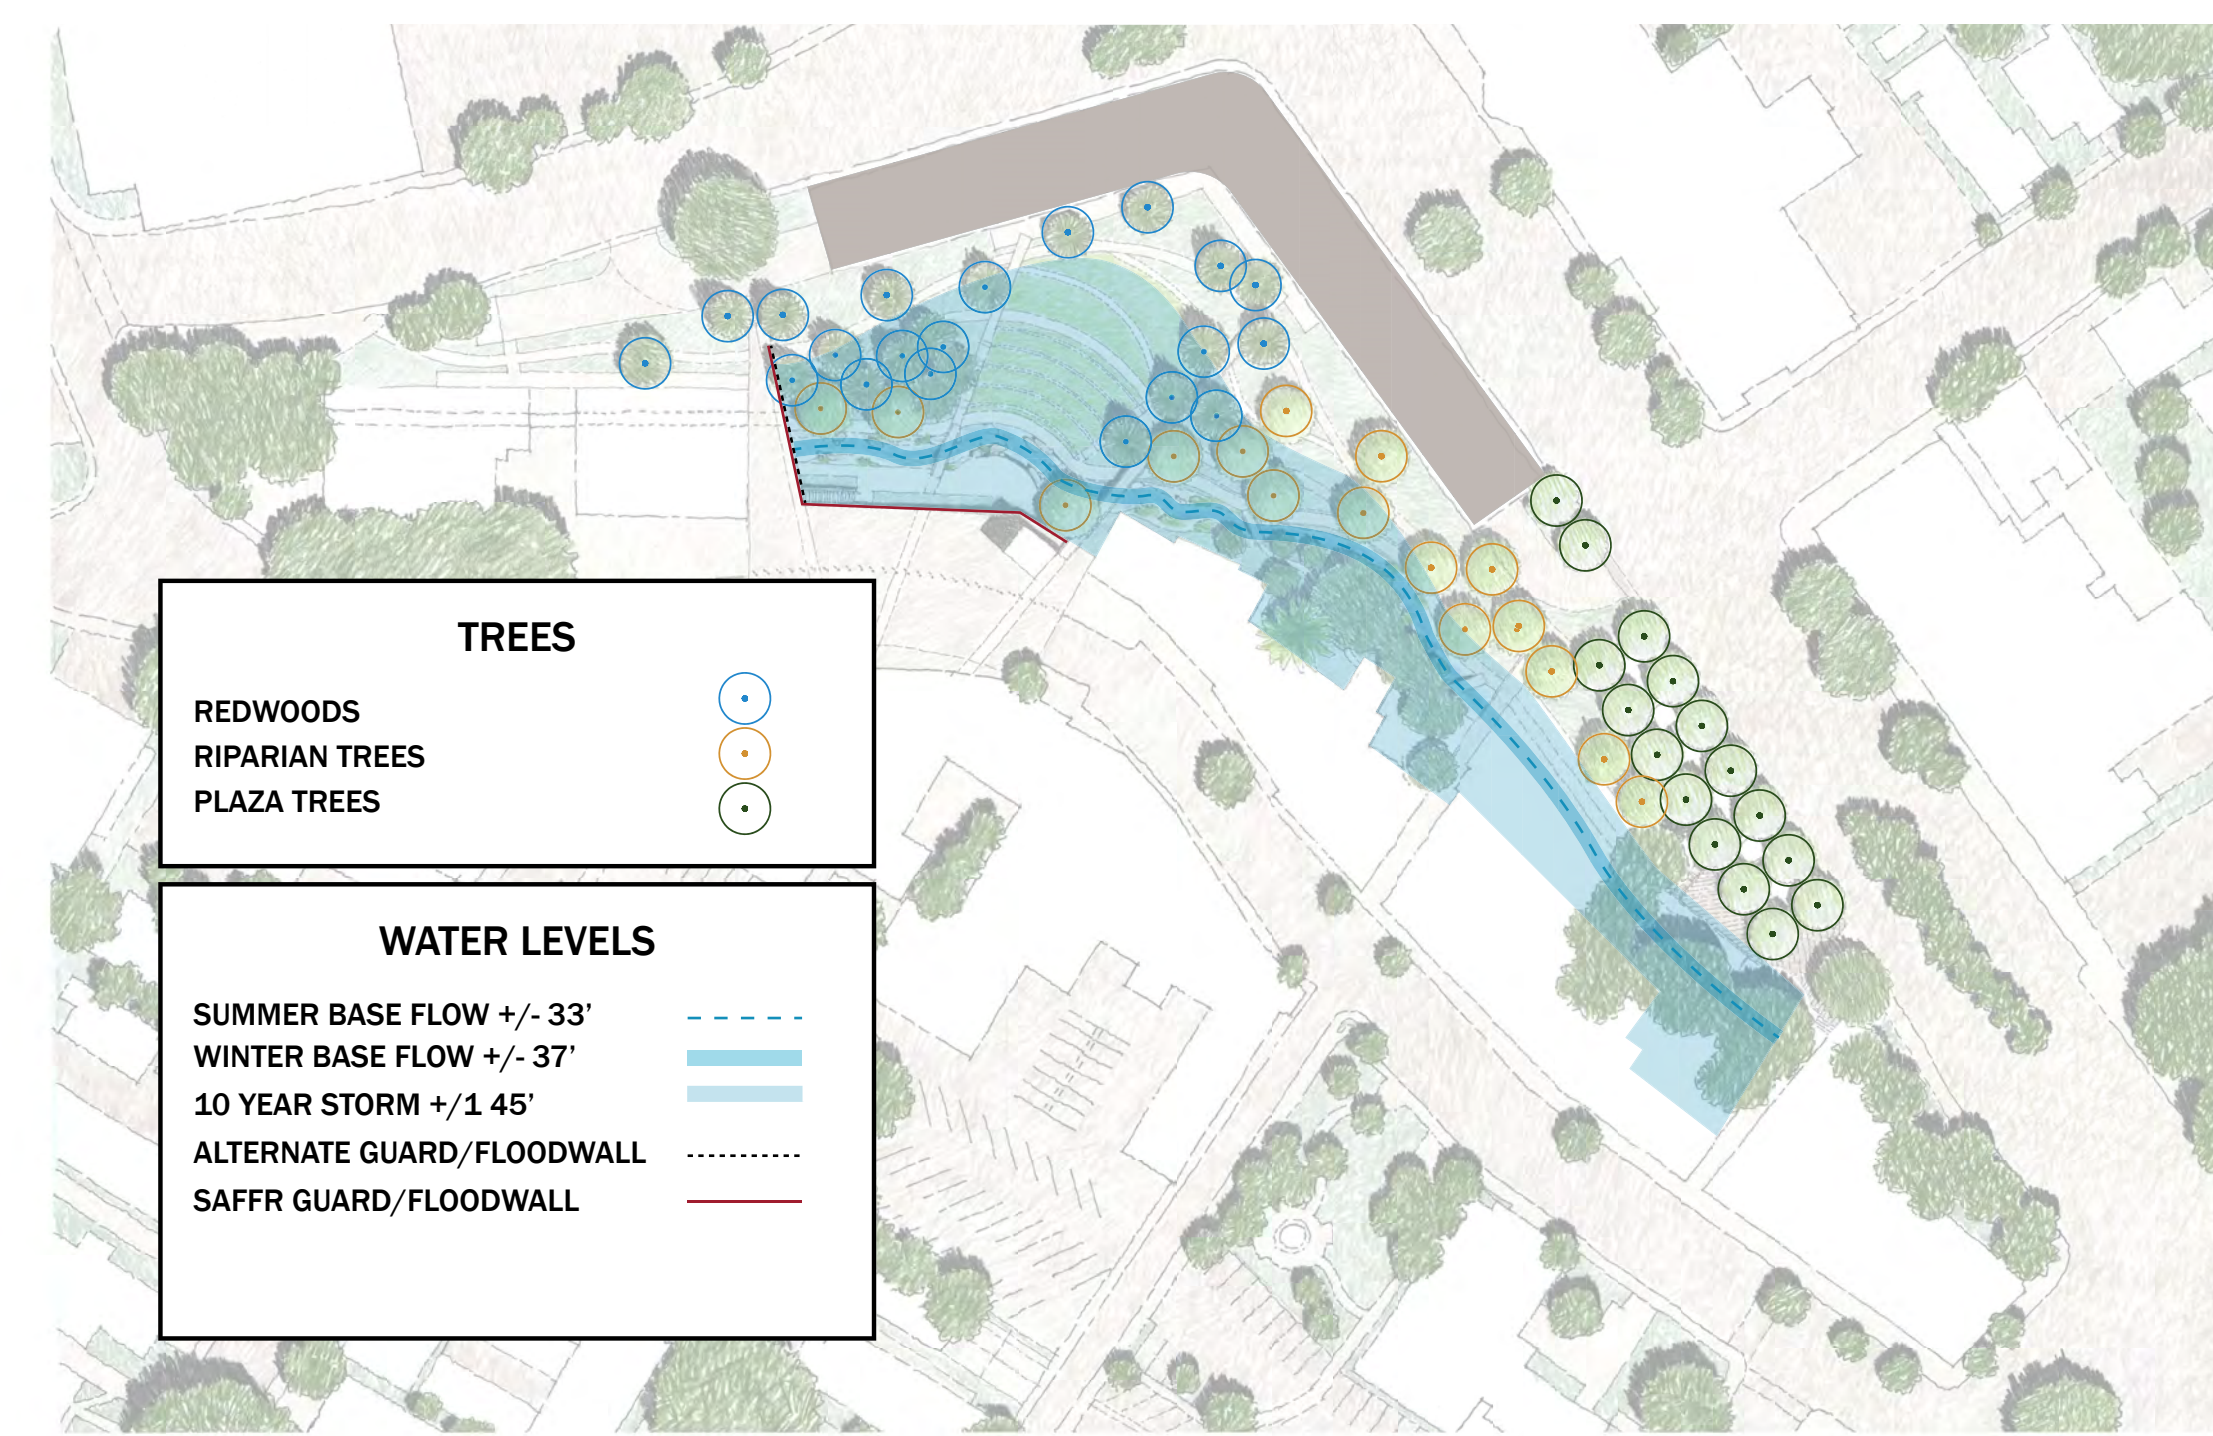 TREES
REDWOODS
RIPARIAN TREES
PLAZA TREES
WATER LEVELS
SUMMER BASE FLOW +/- 33’
WINTER BASE FLOW +/- 37’
10 YEAR STORM +/1 45’
ALTERNATE GUARD/FLOODWALL
SAFFR GUARD/FLOODWALL